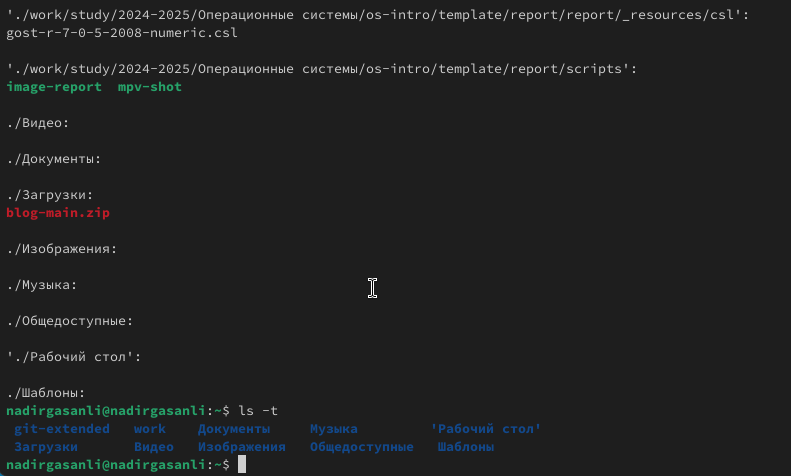 './work/study/2024-2025/Операционные системы/os-intro/template/report/report/_resources/csl':
gost-r-7-0-5-2008-numeric.csl
'./work/study/2024-2025/Операционные системы/os-intro/template/report/scripts':
image-report  mpv-shot
./Видео:
./Документы:
./Загрузки:
blog-main.zip
./Изображения:
./Музыка:
./Общедоступные:
'./Рабочий стол':
./Шаблоны:
nadirgasanli@nadirgasanli:~$ ls -t
git-extended   work    Документы     Музыка         'Рабочий стол'
Загрузки       Видео   Изображения   Общедоступные   Шаблоны
nadirgasanli@nadirgasanli:~$